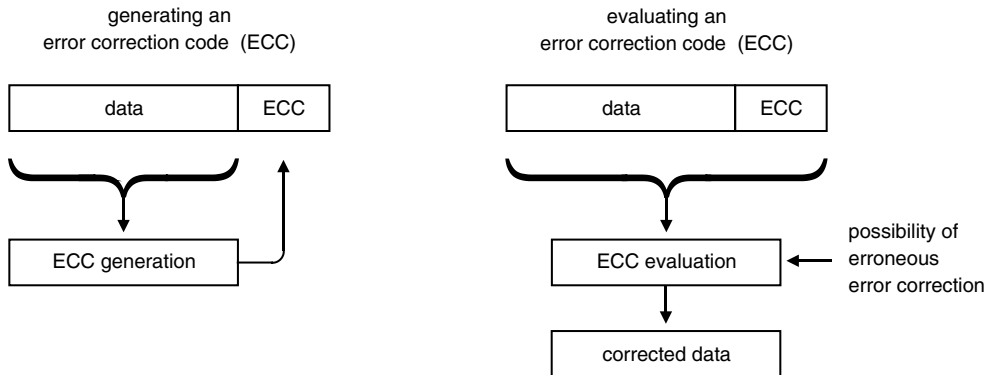 generating an
error correction code (ECC)
data
ECC
ECC generation
evaluating an
error correction code (ECC)
data
ECC
ECC evaluation
possibility of
erroneous
error correction
corrected data